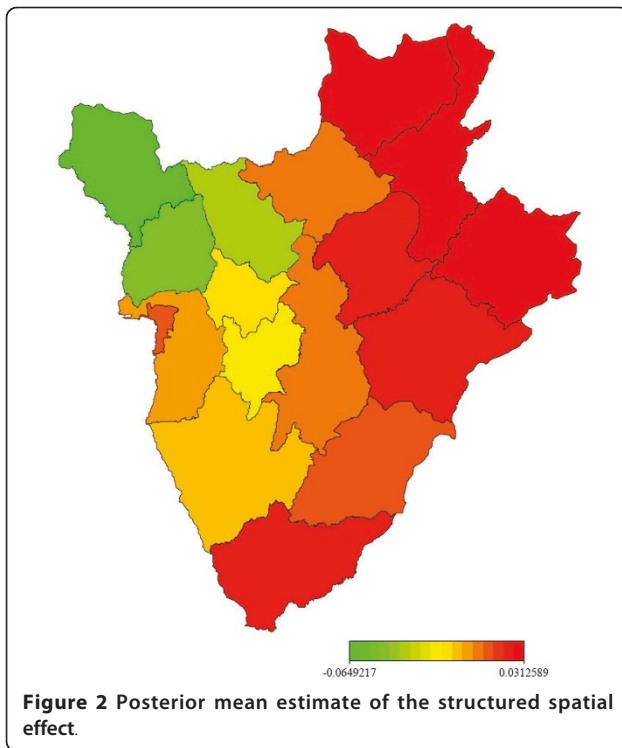 -0.0649217 0.0312589
Figure 2 Posterior mean estimate of the structured spatial
effect.